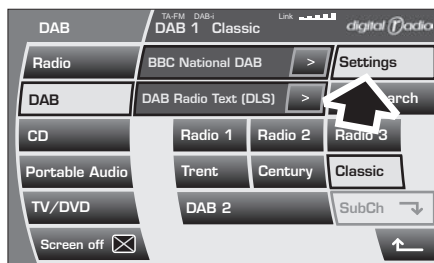 DAB
TA-FM DAB-i Link
DAB 1 Classic
digital radio
Radio
BBC National DAB >
Settings
DAB
DAB Radio Text (DLS) >
arch
CD
Radio 1
Radio 2
Radio 3
Portable Audio
Trent
Century
Classic
TV/DVD
DAB 2
SubCh
Screen off